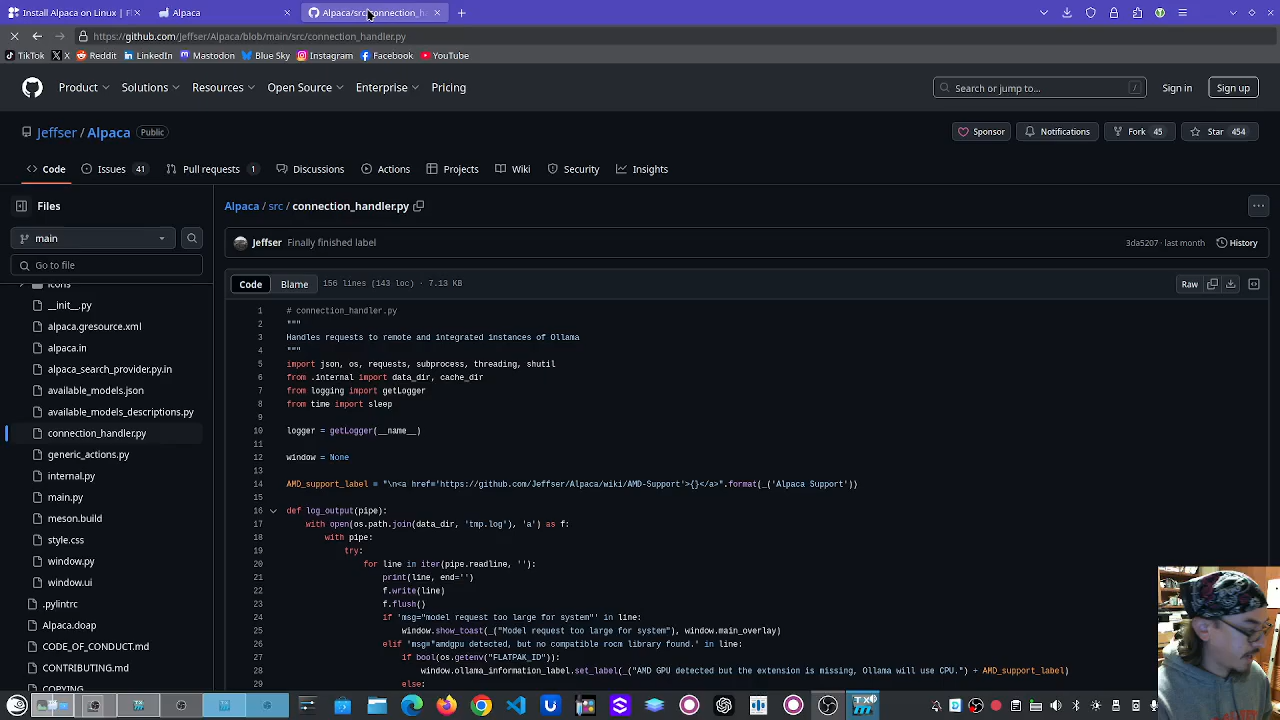 Install Alpaca on Linux | Fl
Alpaca
Alpaca/src/connection_ha
https://github.com/Jeffser/Alpaca/blob/main/src/connection_handler.py
TikTok X Reddit LinkedIn Mastodon Blue Sky Instagram Facebook YouTube
Product Solutions Resources Open Source Enterprise Pricing
Search or jump to... /
Sign in
Sign up
Jeffser / Alpaca Public
Sponsor Notifications Fork 45 Star 454
Code Issues 41 Pull requests 1 Discussions Actions Projects Wiki Security Insights
Files
main
Go to file
icons
__init__.py
alpaca.gresource.xml
alpaca.in
alpaca_search_provider.py.in
available_models.json
available_models_descriptions.py
connection_handler.py
generic_actions.py
internal.py
main.py
meson.build
style.css
window.py
window.ui
.pylintrc
Alpaca.doap
CODE_OF_CONDUCT.md
CONTRIBUTING.md
COPYING
Alpaca / src / connection_handler.py
Jeffser Finally finished label
3da5207 · last month History
Code Blame 156 lines (143 loc) · 7.13 KB
Raw
1 # connection_handler.py
2 """
3 Handles requests to remote and integrated instances of Ollama
4 """
5 import json, os, requests, subprocess, threading, shutil
6 from .internal import data_dir, cache_dir
7 from logging import getLogger
8 from time import sleep
9
10 logger = getLogger(__name__)
11
12 window = None
13
14 AMD_support_label = "\n<a href='https://github.com/Jeffser/Alpaca/wiki/AMD-Support'>{}</a>".format(_('Alpaca Support'))
15
16 def log_output(pipe):
17 with open(os.path.join(data_dir, 'tmp.log'), 'a') as f:
18 with pipe:
19 try:
20 for line in iter(pipe.readline, ''):
21 print(line, end='')
22 f.write(line)
23 f.flush()
24 if 'msg="model request too large for system"' in line:
25 window.show_toast(_("Model request too large for system"), window.main_overlay)
26 elif 'msg="amdgpu detected, but no compatible rocm library found.' in line:
27 if bool(os.getenv("FLATPAK_ID")):
28 window.ollama_information_label.set_label(_("AMD GPU detected but the extension is missing, Ollama will use CPU.") + AMD_support_label)
29 else: